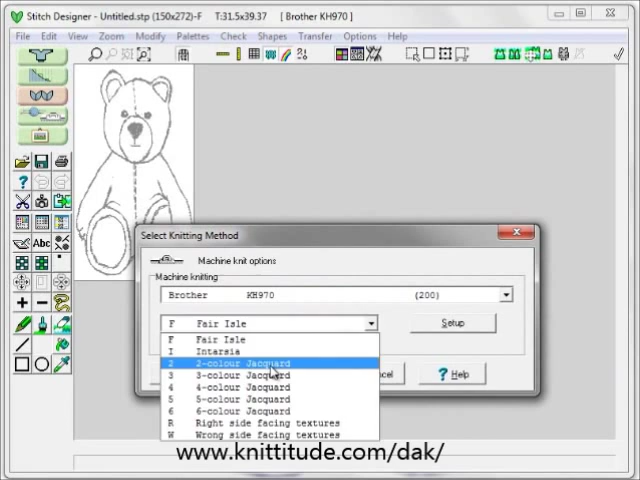 Stitch Designer - Untitled.stp (150x272)-F T:31.5x39.37 [ Brother KH970 ]
File Edit View Zoom Modify Palettes Check Shapes Transfer Options Help
Abc
Select Knitting Method
Machine knit options
Machine knitting
Brother KH970 (200)
F Fair Isle
Setup
F Fair Isle
I Intarsia
2 2-colour Jacquard
3 3-colour Jacquard
4 4-colour Jacquard
5 5-colour Jacquard
6 6-colour Jacquard
R Right side facing textures
W Wrong side facing textures
cel
? Help
www.knittitude.com/dak/